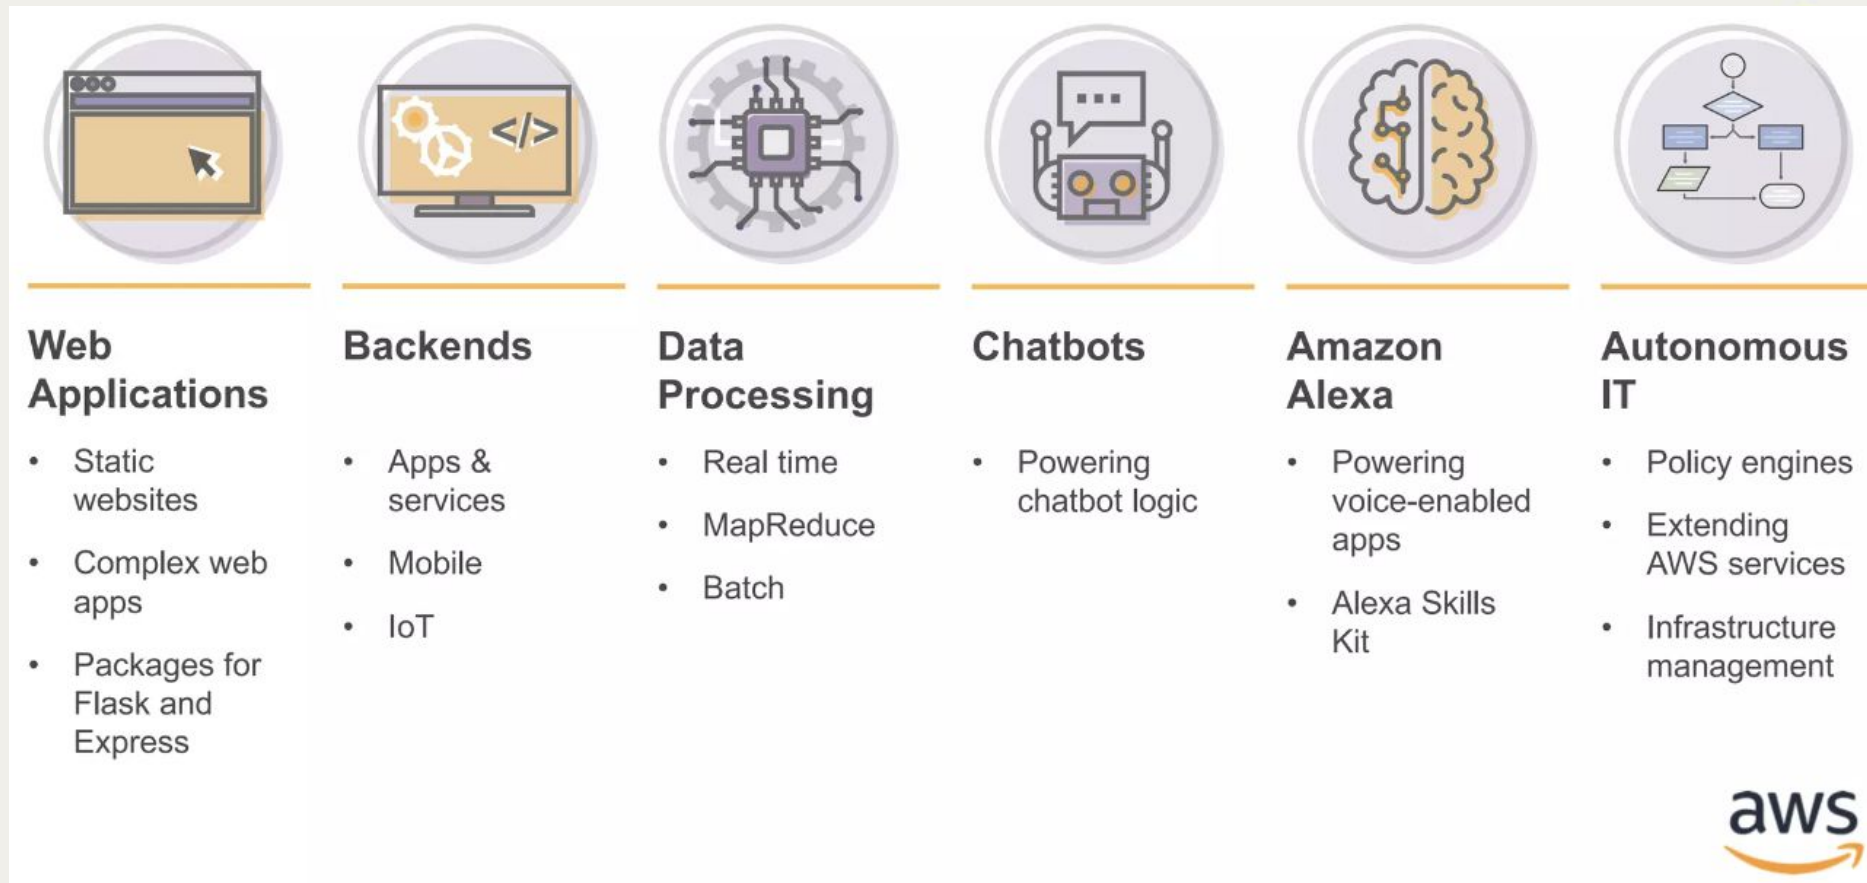 Web
Applications
• Static
websites
• Complex web
apps
• Packages for
Flask and
Express
Backends
• Apps &
services
• Mobile
• IoT
Data
Processing
• Real time
• MapReduce
• Batch
Chatbots
• Powering
chatbot logic
Amazon
Alexa
• Powering
voice-enabled
apps
• Alexa Skills
Kit
Autonomous
IT
• Policy engines
• Extending
AWS services
• Infrastructure
management
aws